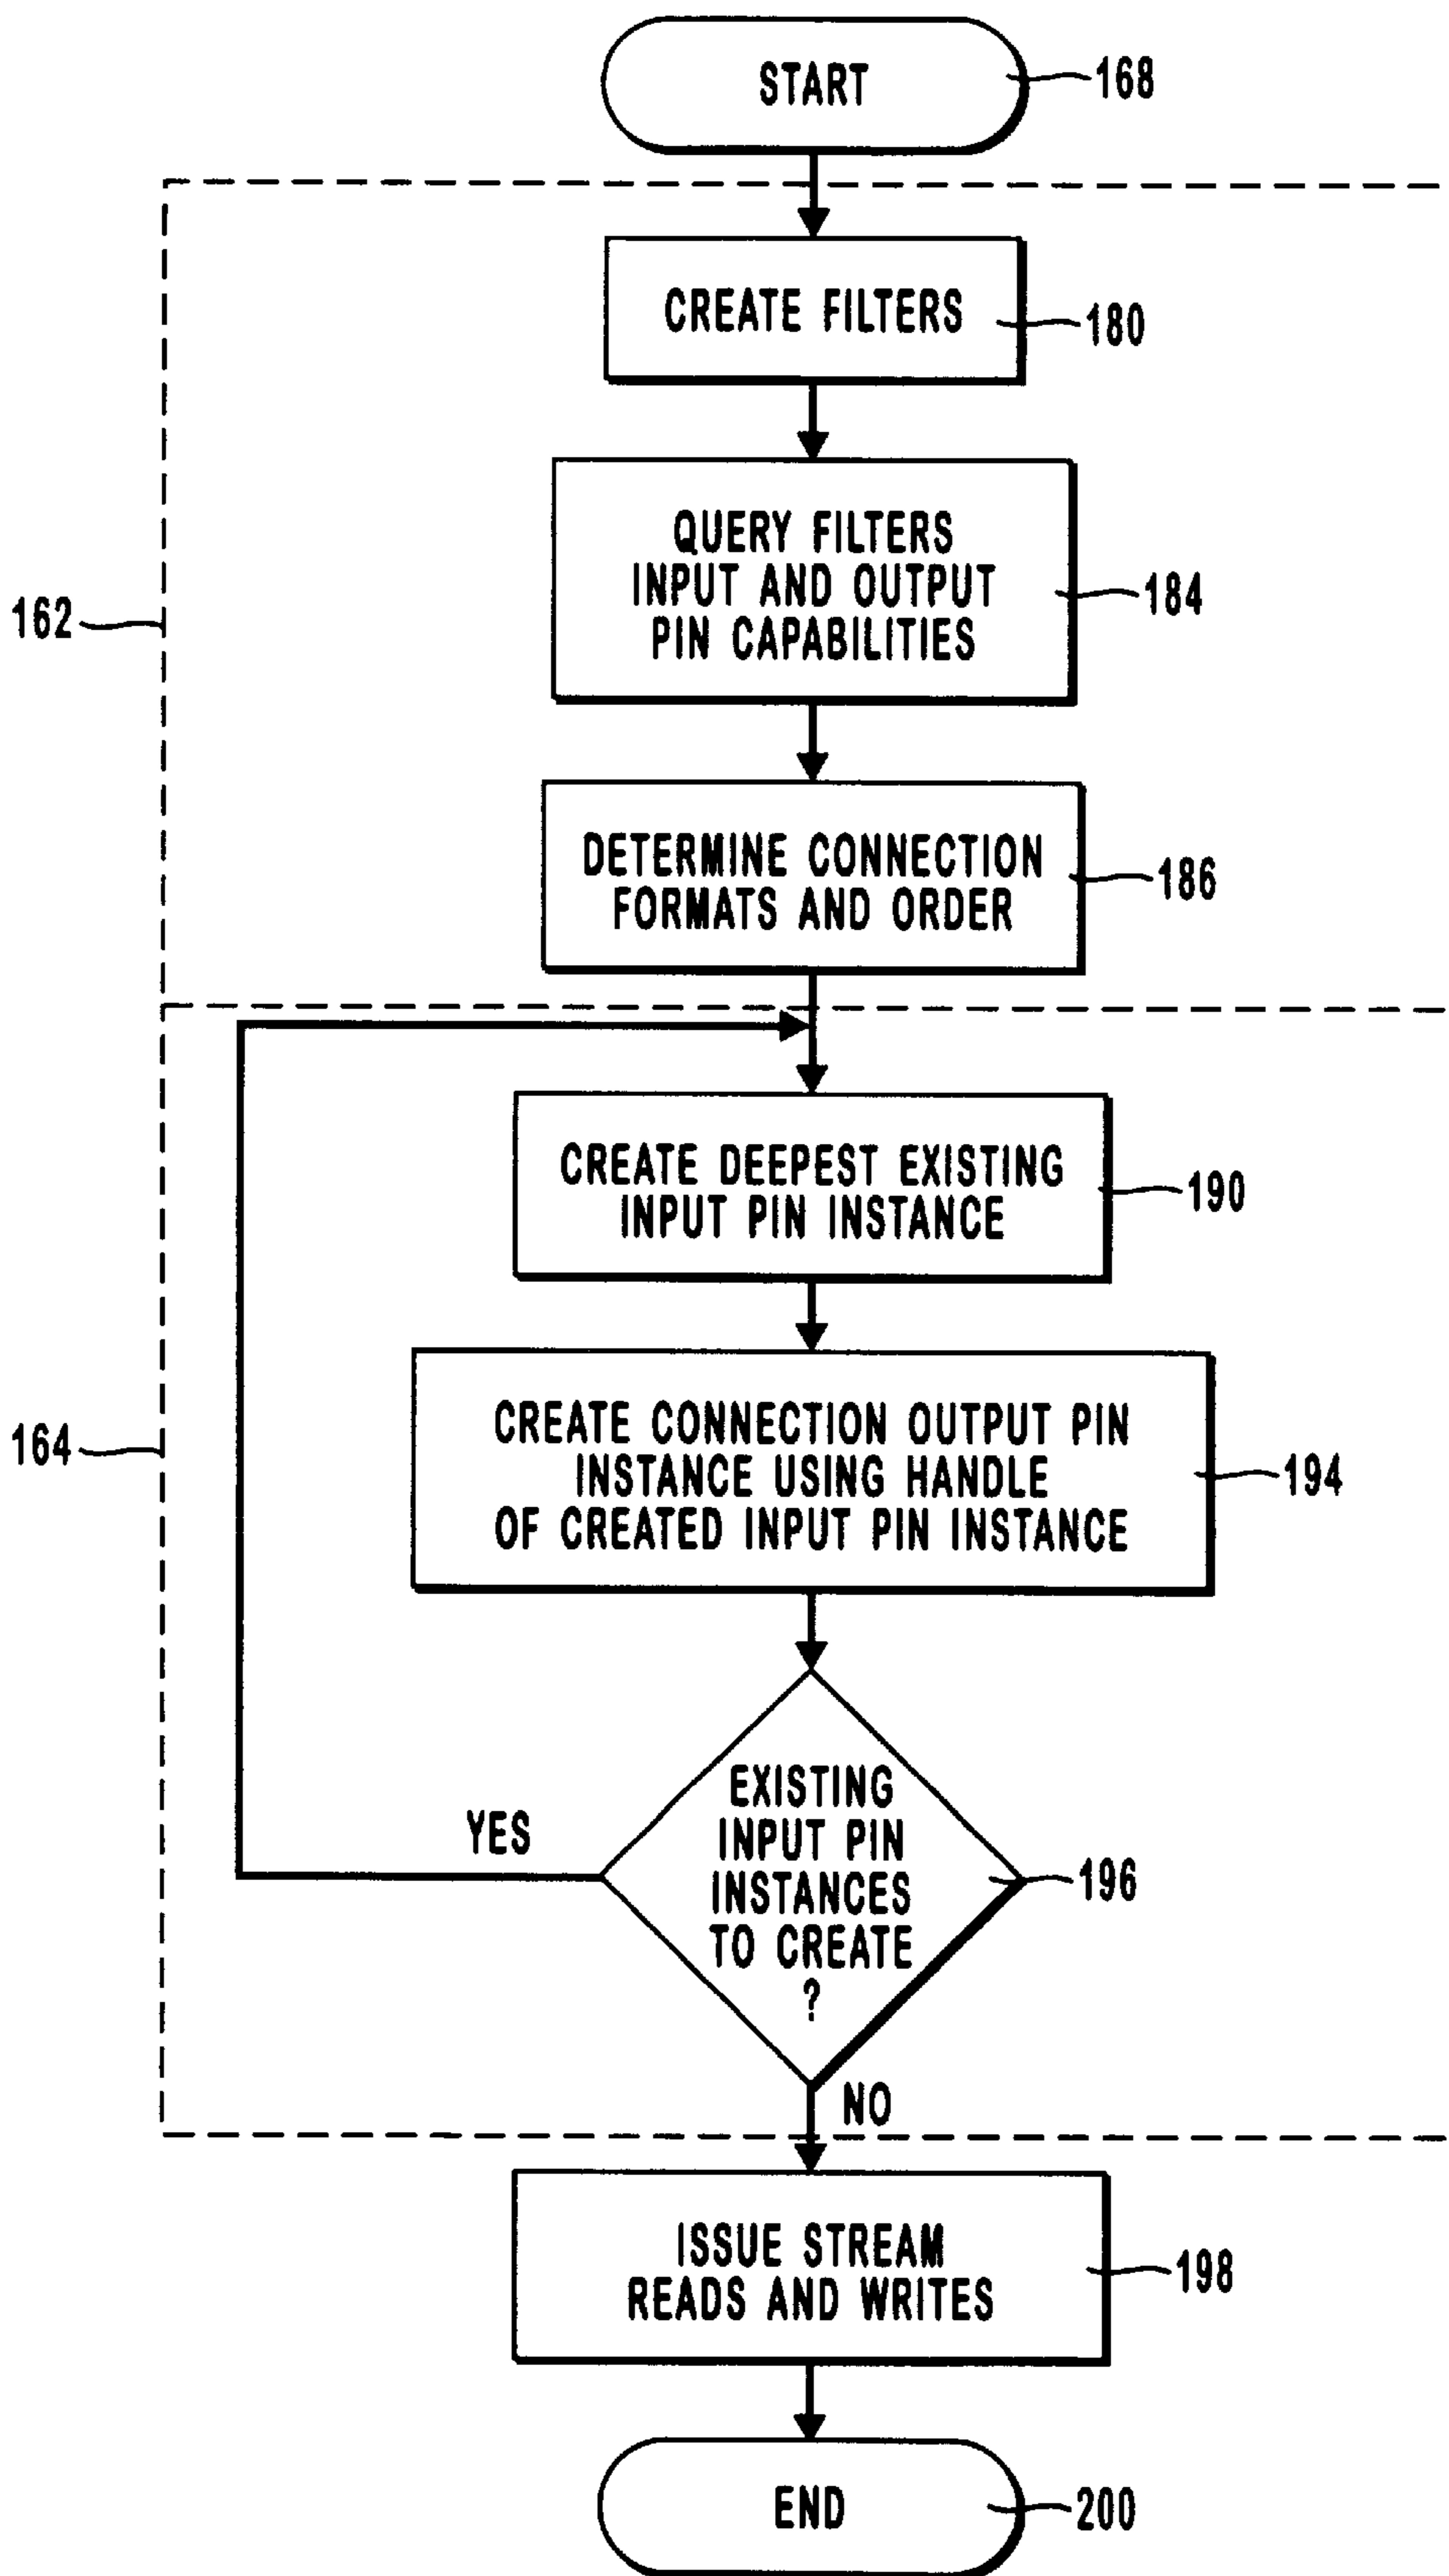 START
168
CREATE FILTERS
180
QUERY FILTERS
INPUT AND OUTPUT
PIN CAPABILITIES
184
162
DETERMINE CONNECTION
FORMATS AND ORDER
186
CREATE DEEPEST EXISTING
INPUT PIN INSTANCE
190
CREATE CONNECTION OUTPUT PIN
INSTANCE USING HANDLE
OF CREATED INPUT PIN INSTANCE
194
164
EXISTING
INPUT PIN
INSTANCES
TO CREATE
?
196
YES
NO
ISSUE STREAM
READS AND WRITES
198
END
200